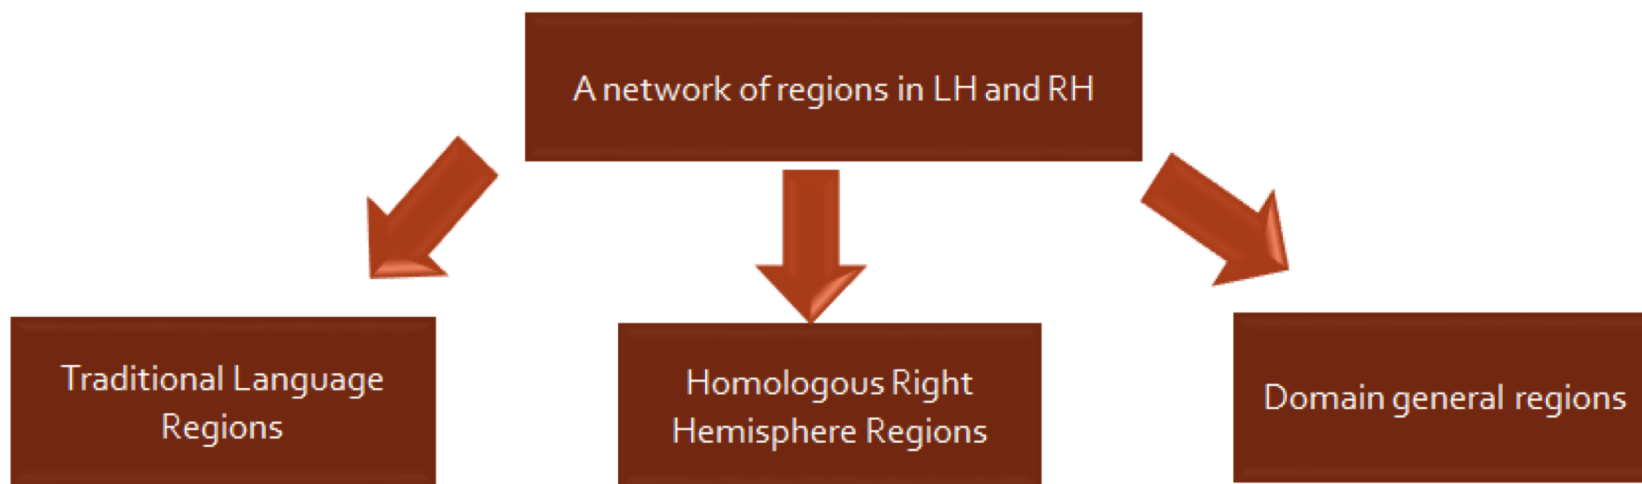 A network of regions in LH and RH
Traditional Language
Regions
Homologous Right
Hemisphere Regions
Domain general regions